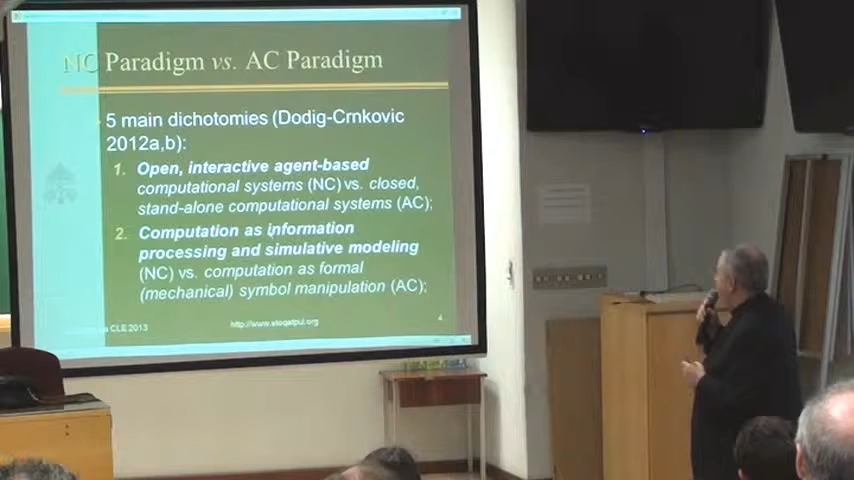 NC Paradigm vs. AC Paradigm
5 main dichotomies (Dodig-Crnkovic
2012a,b):
1. Open, interactive agent-based
computational systems (NC) vs. closed,
stand-alone computational systems (AC);
2. Computation as information
processing and simulative modeling
(NC) vs. computation as formal
(mechanical) symbol manipulation (AC);
CLE 2013
http://www.stoqatpul.org
4